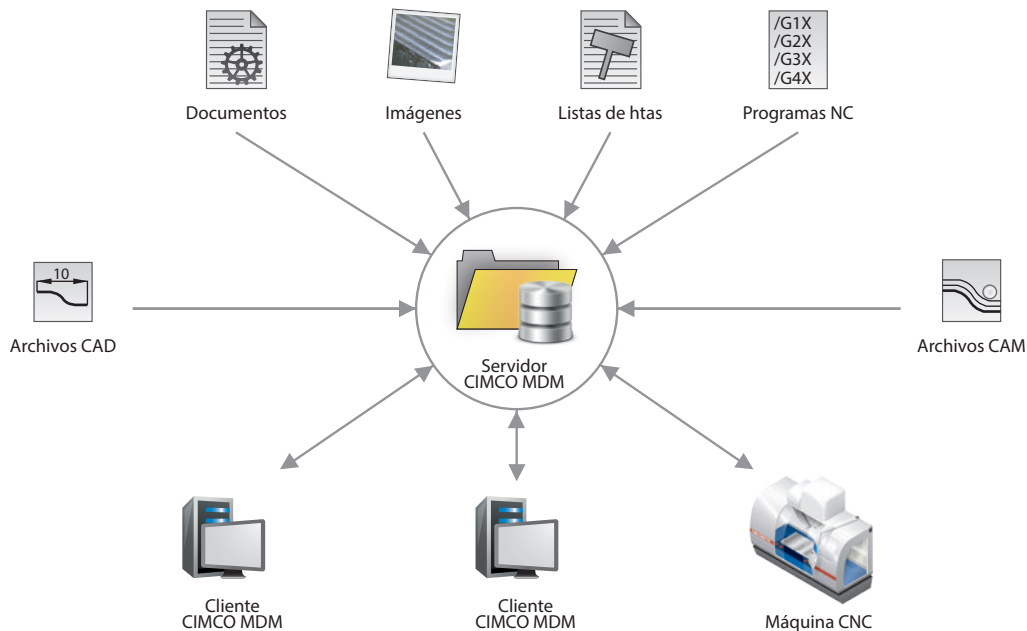 /G1X
/G2X
/G3X
/G4X
Documentos
Imágenes
Listas de htas
Programas NC
10
Archivos CAD
Servidor
CIMCO MDM
Archivos CAM
Cliente
CIMCO MDM
Cliente
CIMCO MDM
Máquina CNC